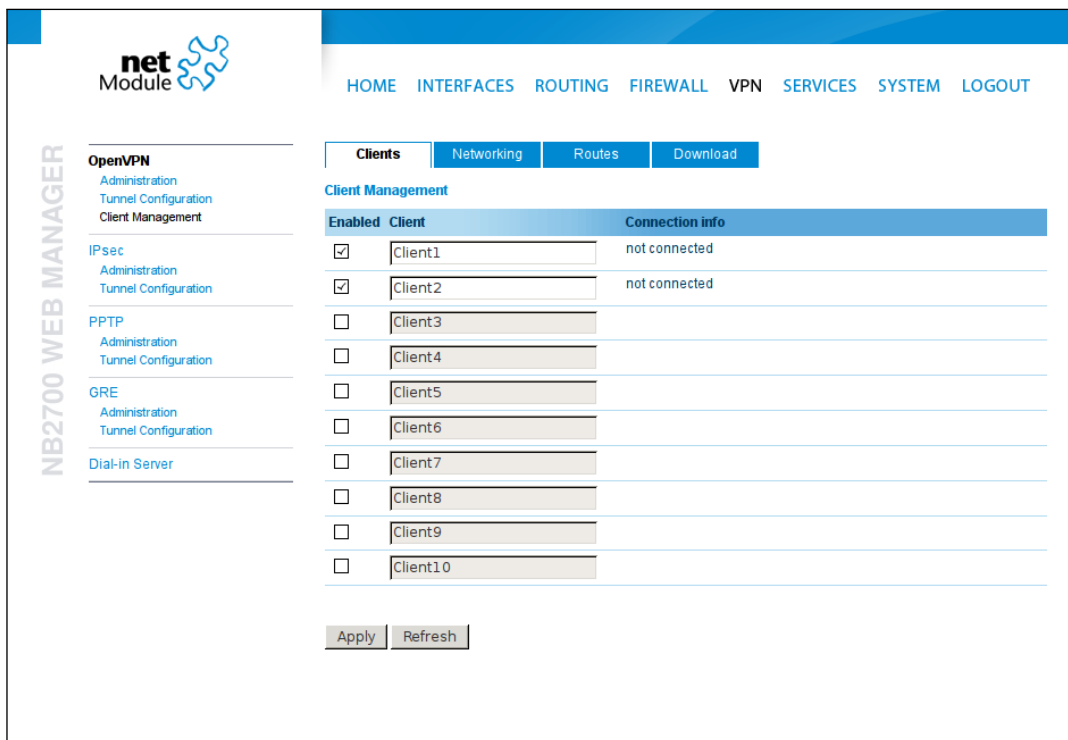 net
Module
HOME INTERFACES ROUTING FIREWALL VPN SERVICES SYSTEM LOGOUT
NB2700 WEB MANAGER
OpenVPN
Administration
Tunnel Configuration
Client Management
IPsec
Administration
Tunnel Configuration
PPTP
Administration
Tunnel Configuration
GRE
Administration
Tunnel Configuration
Dial-in Server
Clients Networking Routes Download
Client Management
Enabled Client Connection info
Client1 not connected
Client2 not connected
Client3
Client4
Client5
Client6
Client7
Client8
Client9
Client10
Apply Refresh